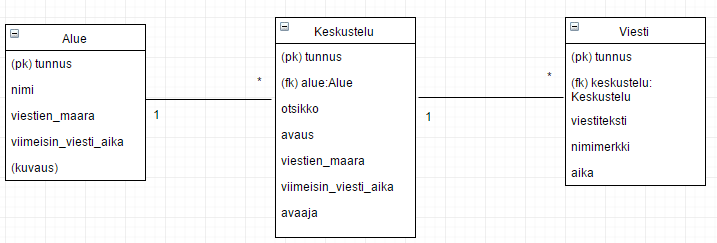 Alue
(pk) tunnus
nimi
viestien_maara
viimeisin_viesti_aika
(kuvaus)
1
*
Keskustelu
(pk) tunnus
(fk) alue:Alue
otsikko
avaus
viestien_maara
viimeisin_viesti_aika
avaaja
1
*
Viesti
(pk) tunnus
(fk) keskustelu:
Keskustelu
viestiteksti
nimimerkki
aika